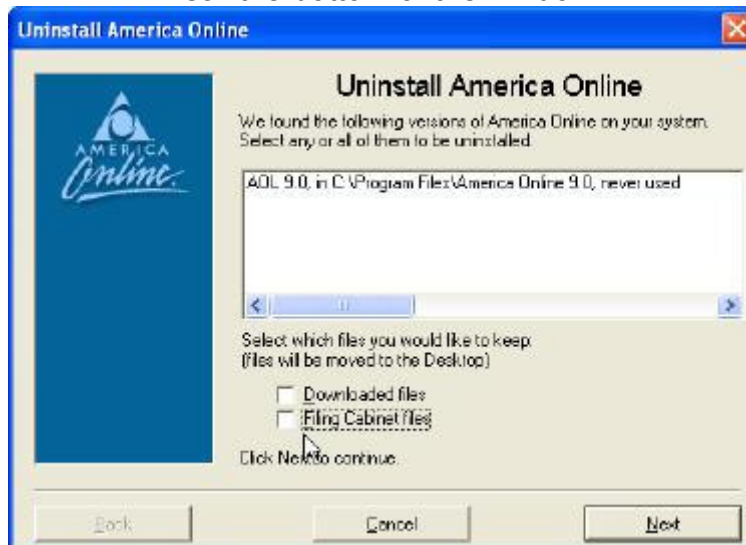 Uninstall America Online
AMERICA
Online.
Uninstall America Online
We found the following versions of America Online on your system.
Select any or all of them to be uninstalled
AOL 9.0, in C:\Program Files\America Online 9.0, never used
Select which files you would like to keep:
(files will be moved to the Desktop)
Downloaded files
Filing Cabinet files
Click Next to continue.
Back Cancel Next